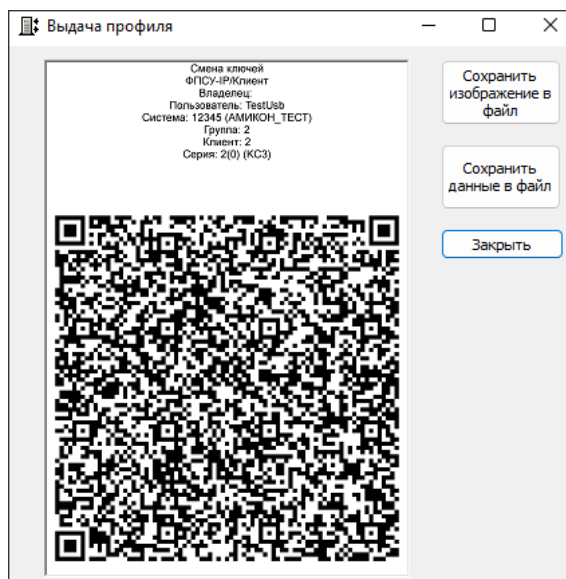 Выдача профиля
Смена ключей
ФПСУ-IP/Клиент
Владелец:
Пользователь: TestUsb
Система: 12345 (АМИКОН_ТЕСТ)
Группа: 2
Клиент: 2
Серия: 2(0) (КС3)
Сохранить
изображение в
файл
Сохранить
данные в файл
Закрыть